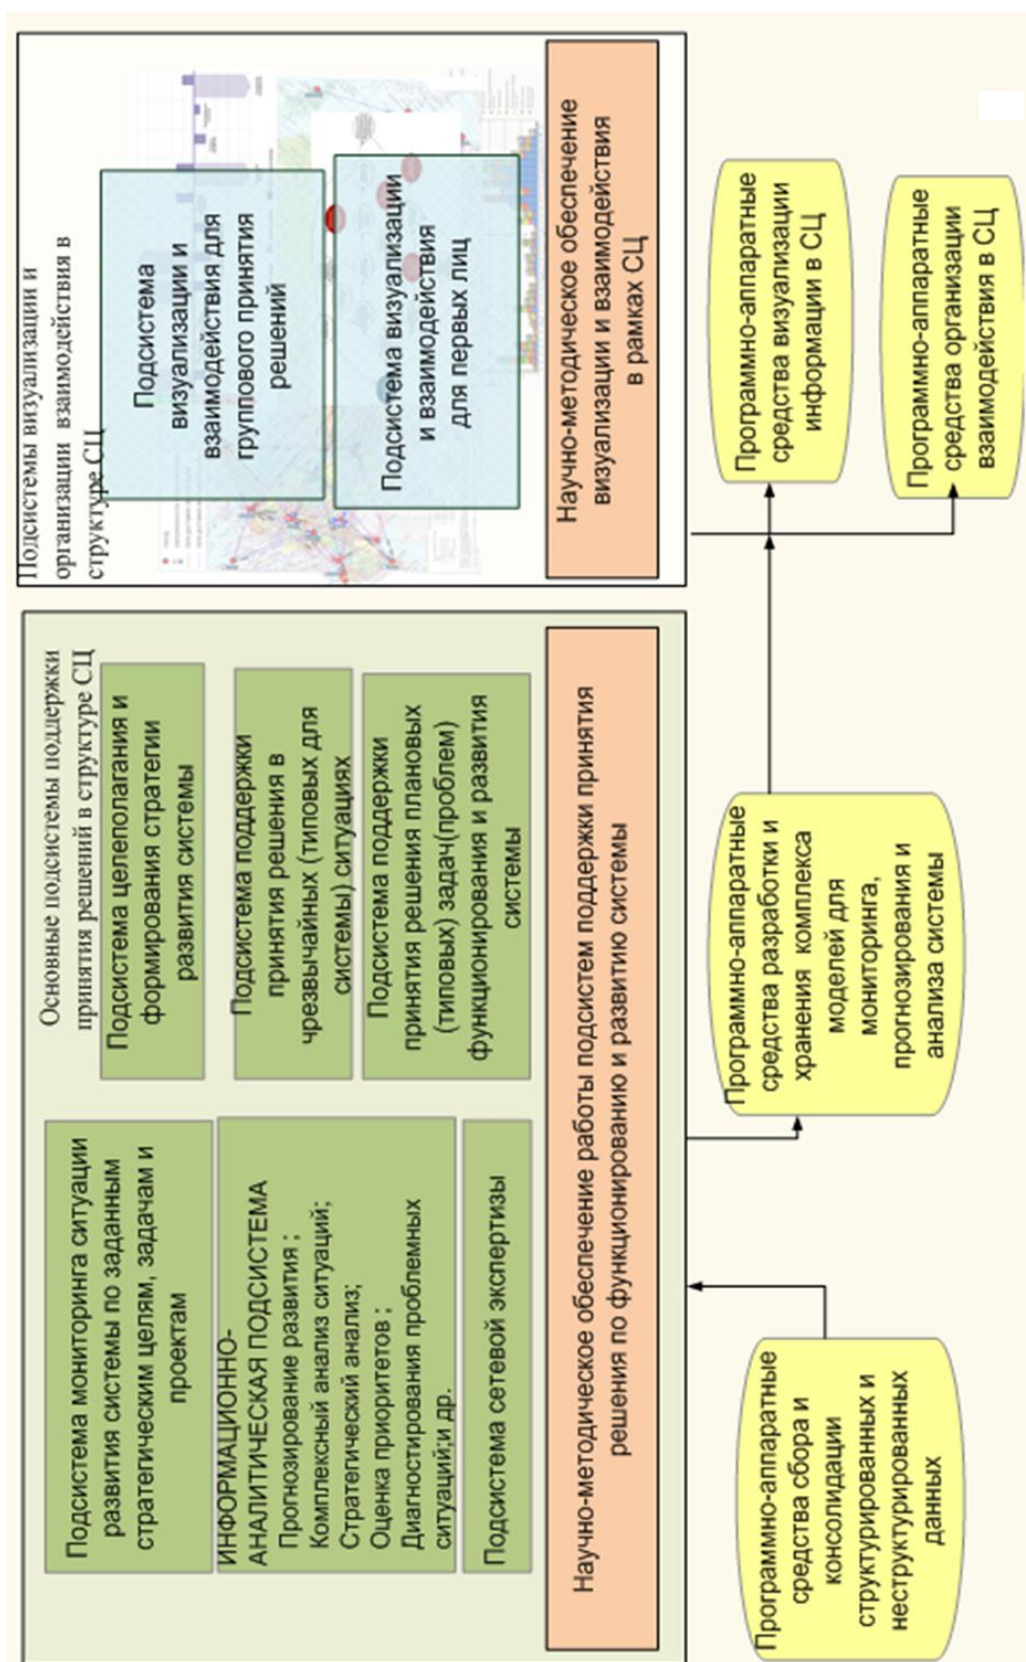 Основные подсистемы поддержки
принятия решений в структуре СЦ
Подсистема мониторинга ситуации
развития системы по заданным
стратегическим целям, задачам и
проектам
ИНФОРМАЦИОННО-
АНАЛИТИЧЕСКАЯ ПОДСИСТЕМА
Прогнозирование развития ;
Комплексный анализ ситуаций;
Стратегический анализ;
Оценка приоритетов ;
Диагностирования проблемных
ситуаций;и др.
Подсистема сетевой экспертизы
Подсистема целеполагания и
формирования стратегии
развития системы
Подсистема поддержки
принятия решения в
чрезвычайных (типовых для
системы) ситуациях
Подсистема поддержки
принятия решения плановых
(типовых) задач(проблем)
функционирования и развития
системы
Научно-методическое обеспечение работы подсистем поддержки принятия
решения по функционированию и развитию системы
Подсистемы визуализации и
организации взаимодействия в
структуре СЦ
Подсистема
визуализации и
взаимодействия для
группового принятия
решений
Подсистема визуализации
и взаимодействия
для первых лиц
Научно-методическое обеспечение
визуализации и взаимодействия
в рамках СЦ
Программно-аппаратные
средства сбора и
консолидации
структурированных и
неструктурированных
данных
Программно-аппаратные
средства разработки и
хранения комплекса
моделей для
мониторинга,
прогнозирования и
анализа системы
Программно-аппаратные
средства визуализации
информации в СЦ
Программно-аппаратные
средства организации
взаимодействия в СЦ